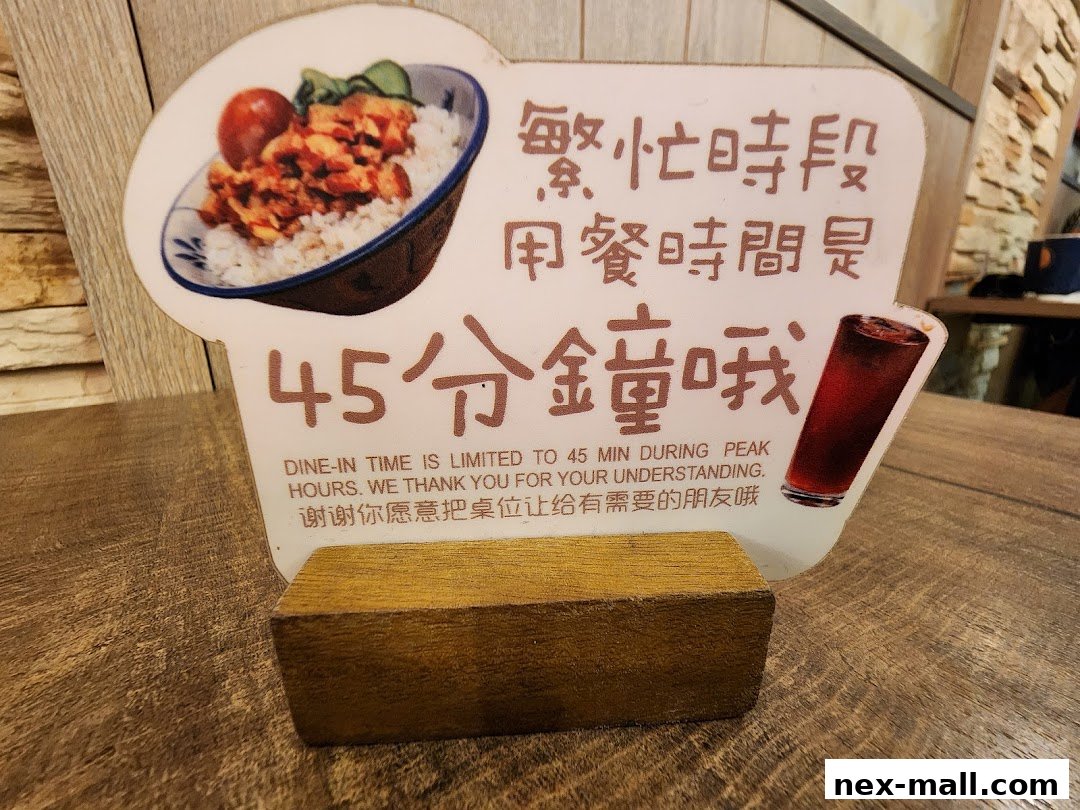 繁忙時段
用餐時間是
45分鐘哦
DINE-IN TIME IS LIMITED TO 45 MIN DURING PEAK
HOURS. WE THANK YOU FOR YOUR UNDERSTANDING.
谢谢你愿意把桌位让给有需要的朋友哦
nex-mall.com